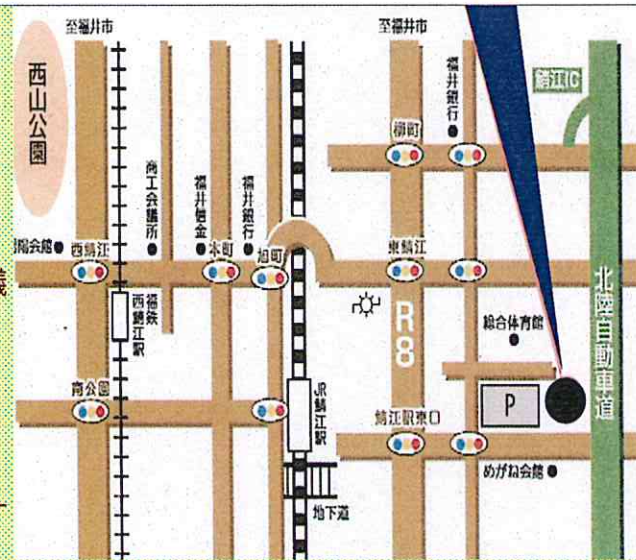 至福井市
至福井市
西山公園
福井銀行
鯖江IC
柳町
商工会議所
福井信金
福井銀行
陽会館
西鯖江
本町
旭町
東鯖江
福鉄
西鯖江駅
R8
総合体育館
北陸自動車道
南公園
JR鯖江駅
鯖江駅東口
P
めがね会館
地下道